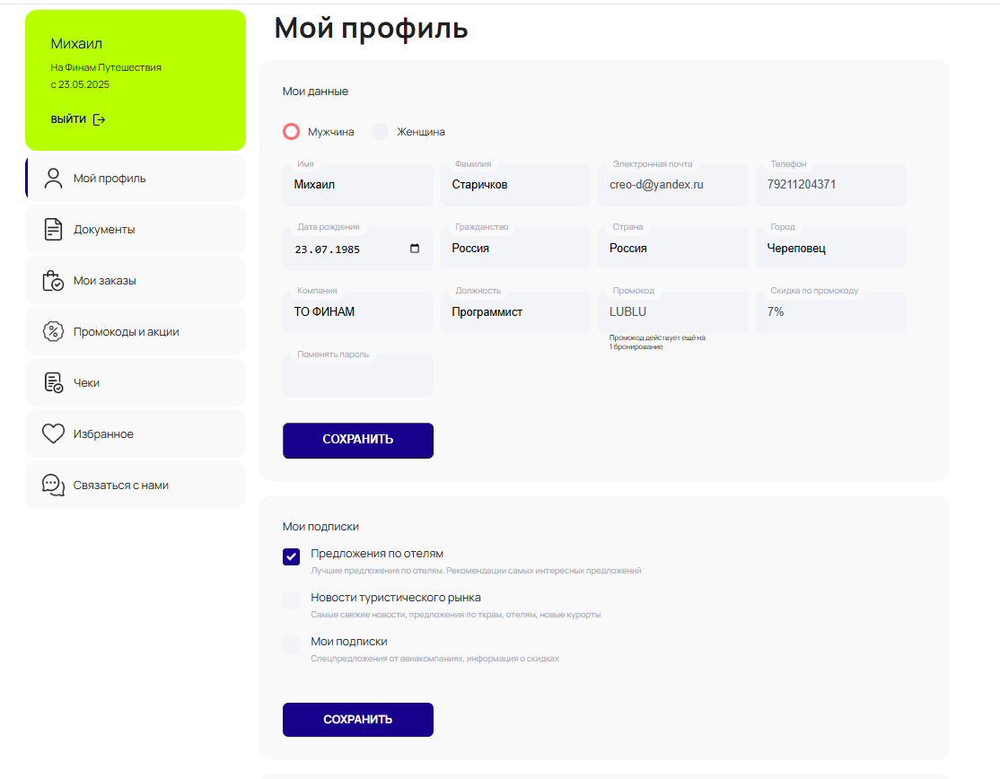 Михаил
На Финам Путешествия
с 23.05.2025
ВЫЙТИ
Мой профиль
Документы
Мои заказы
Промокоды и акции
Чеки
Избранное
Связаться с нами
Мой профиль
Мои данные
Мужчина Женщина
Имя Фамилия Электронная почта Телефон
Михаил Старичков creo-d@yandex.ru 79211204371
Дата рождения Гражданство Страна Город
23.07.1985 Россия Россия Череповец
Компания Должность Промокод Скидка по промокоду
ТО ФИНАМ Программист LUBLU 7%
Промокод действует ещё на
1 бронирование
Поменять пароль
СОХРАНИТЬ
Мои подписки
Предложения по отелям
Лучшие предложения по отелям. Рекомендации самых интересных предложений
Новости туристического рынка
Самые свежие новости, предложения по ткрам, отелям, новые курорты
Мои подписки
Спецпредложения от авиакомпаниях, информация о скидках
СОХРАНИТЬ